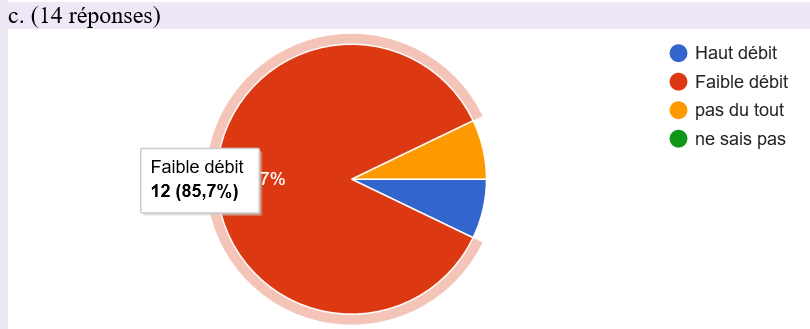 c. (14 réponses)
Haut débit
Faible débit
pas du tout
ne sais pas
Faible débit
12 (85,7%)
7%